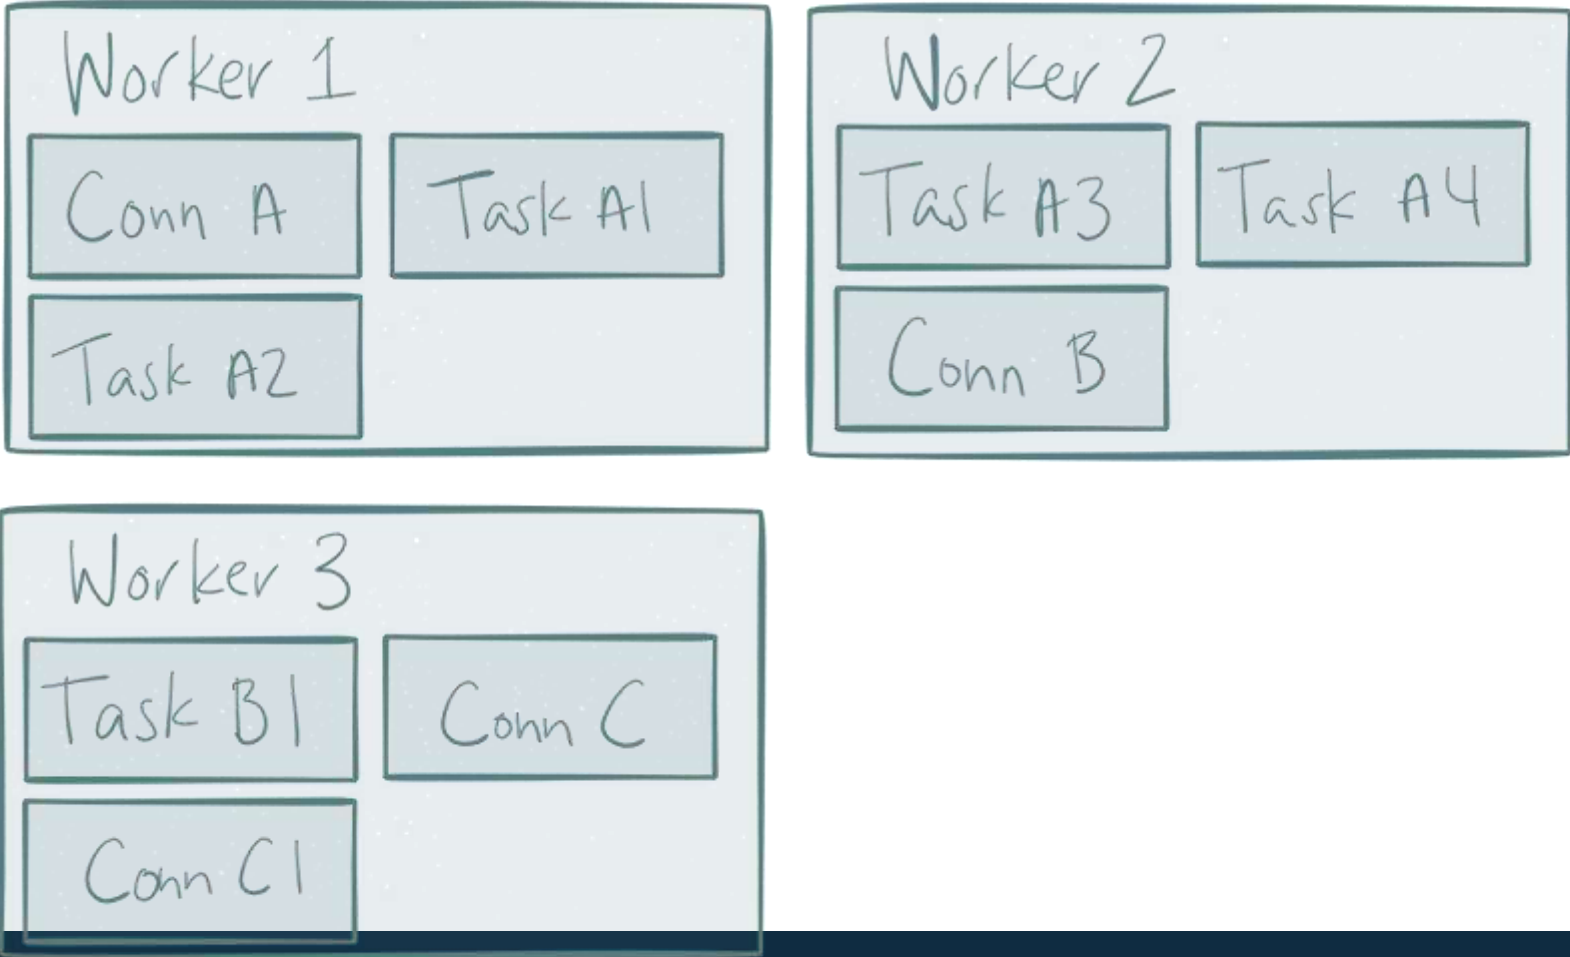 Worker 1
Conn A
Task A1
Task A2
Worker 2
Task A3
Task A4
Conn B
Worker 3
Task B1
Conn C
Conn C1